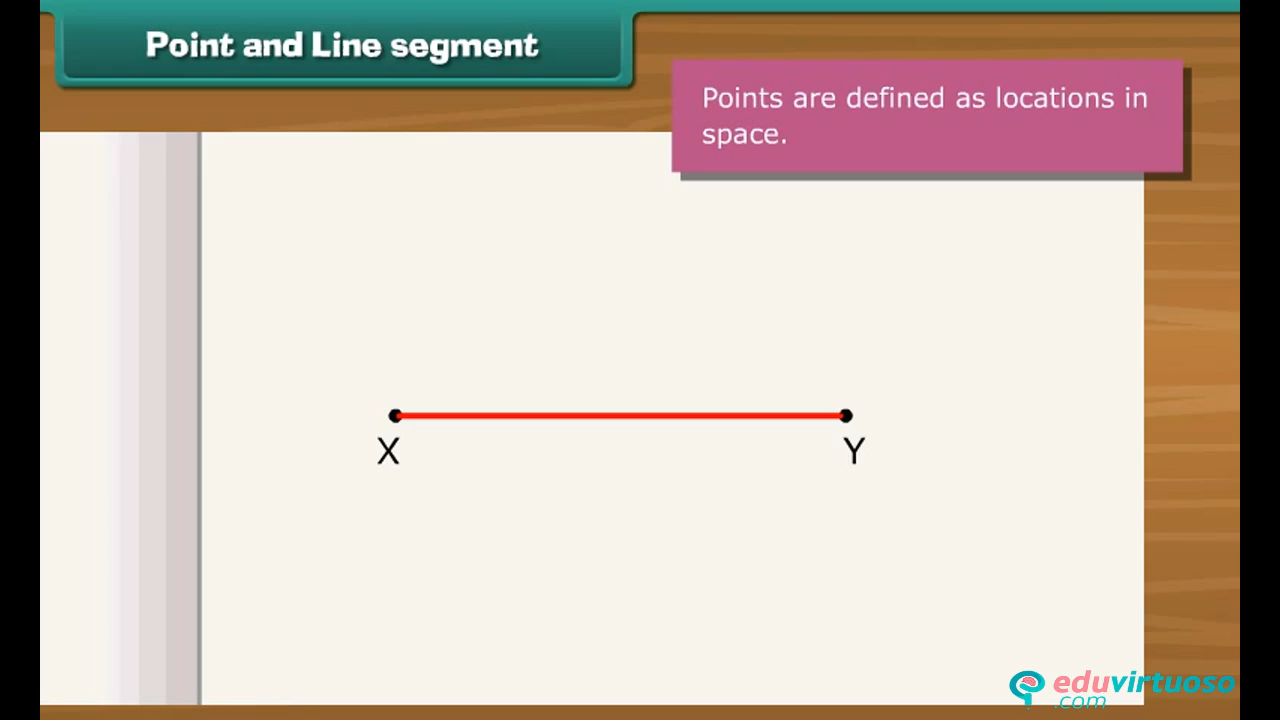 Point and Line segment
Points are defined as locations in
space.
X
Y
eduvirtuoso
.com